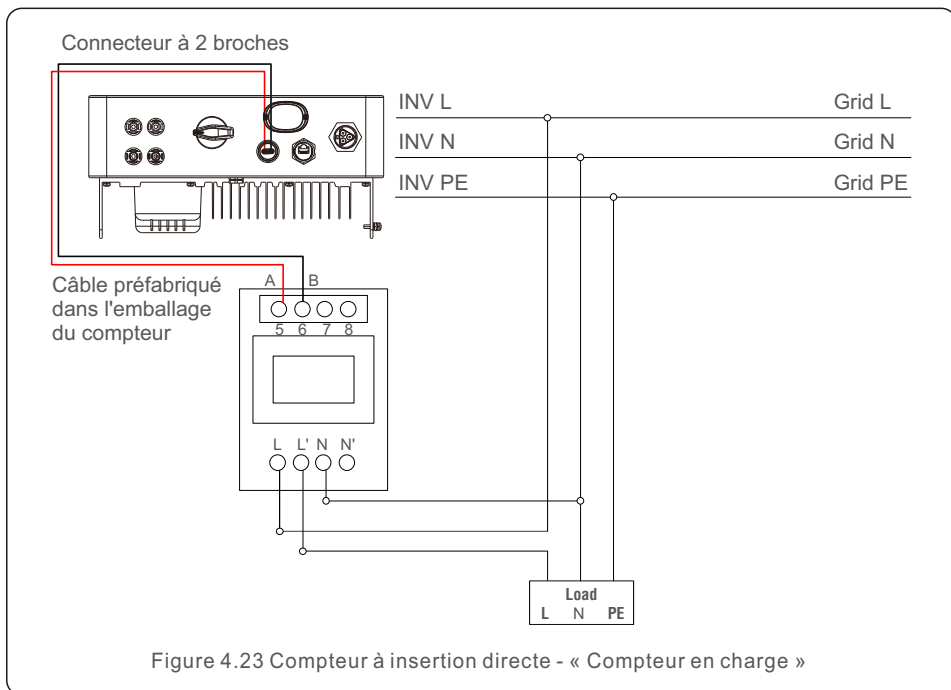 Connecteur à 2 broches
INV L
Grid L
INV N
Grid N
INV PE
Grid PE
Câble préfabriqué
dans l'emballage
du compteur
A B
5 6 7 8
L L' N N'
Load
L N PE
Figure 4.23 Compteur à insertion directe - « Compteur en charge »